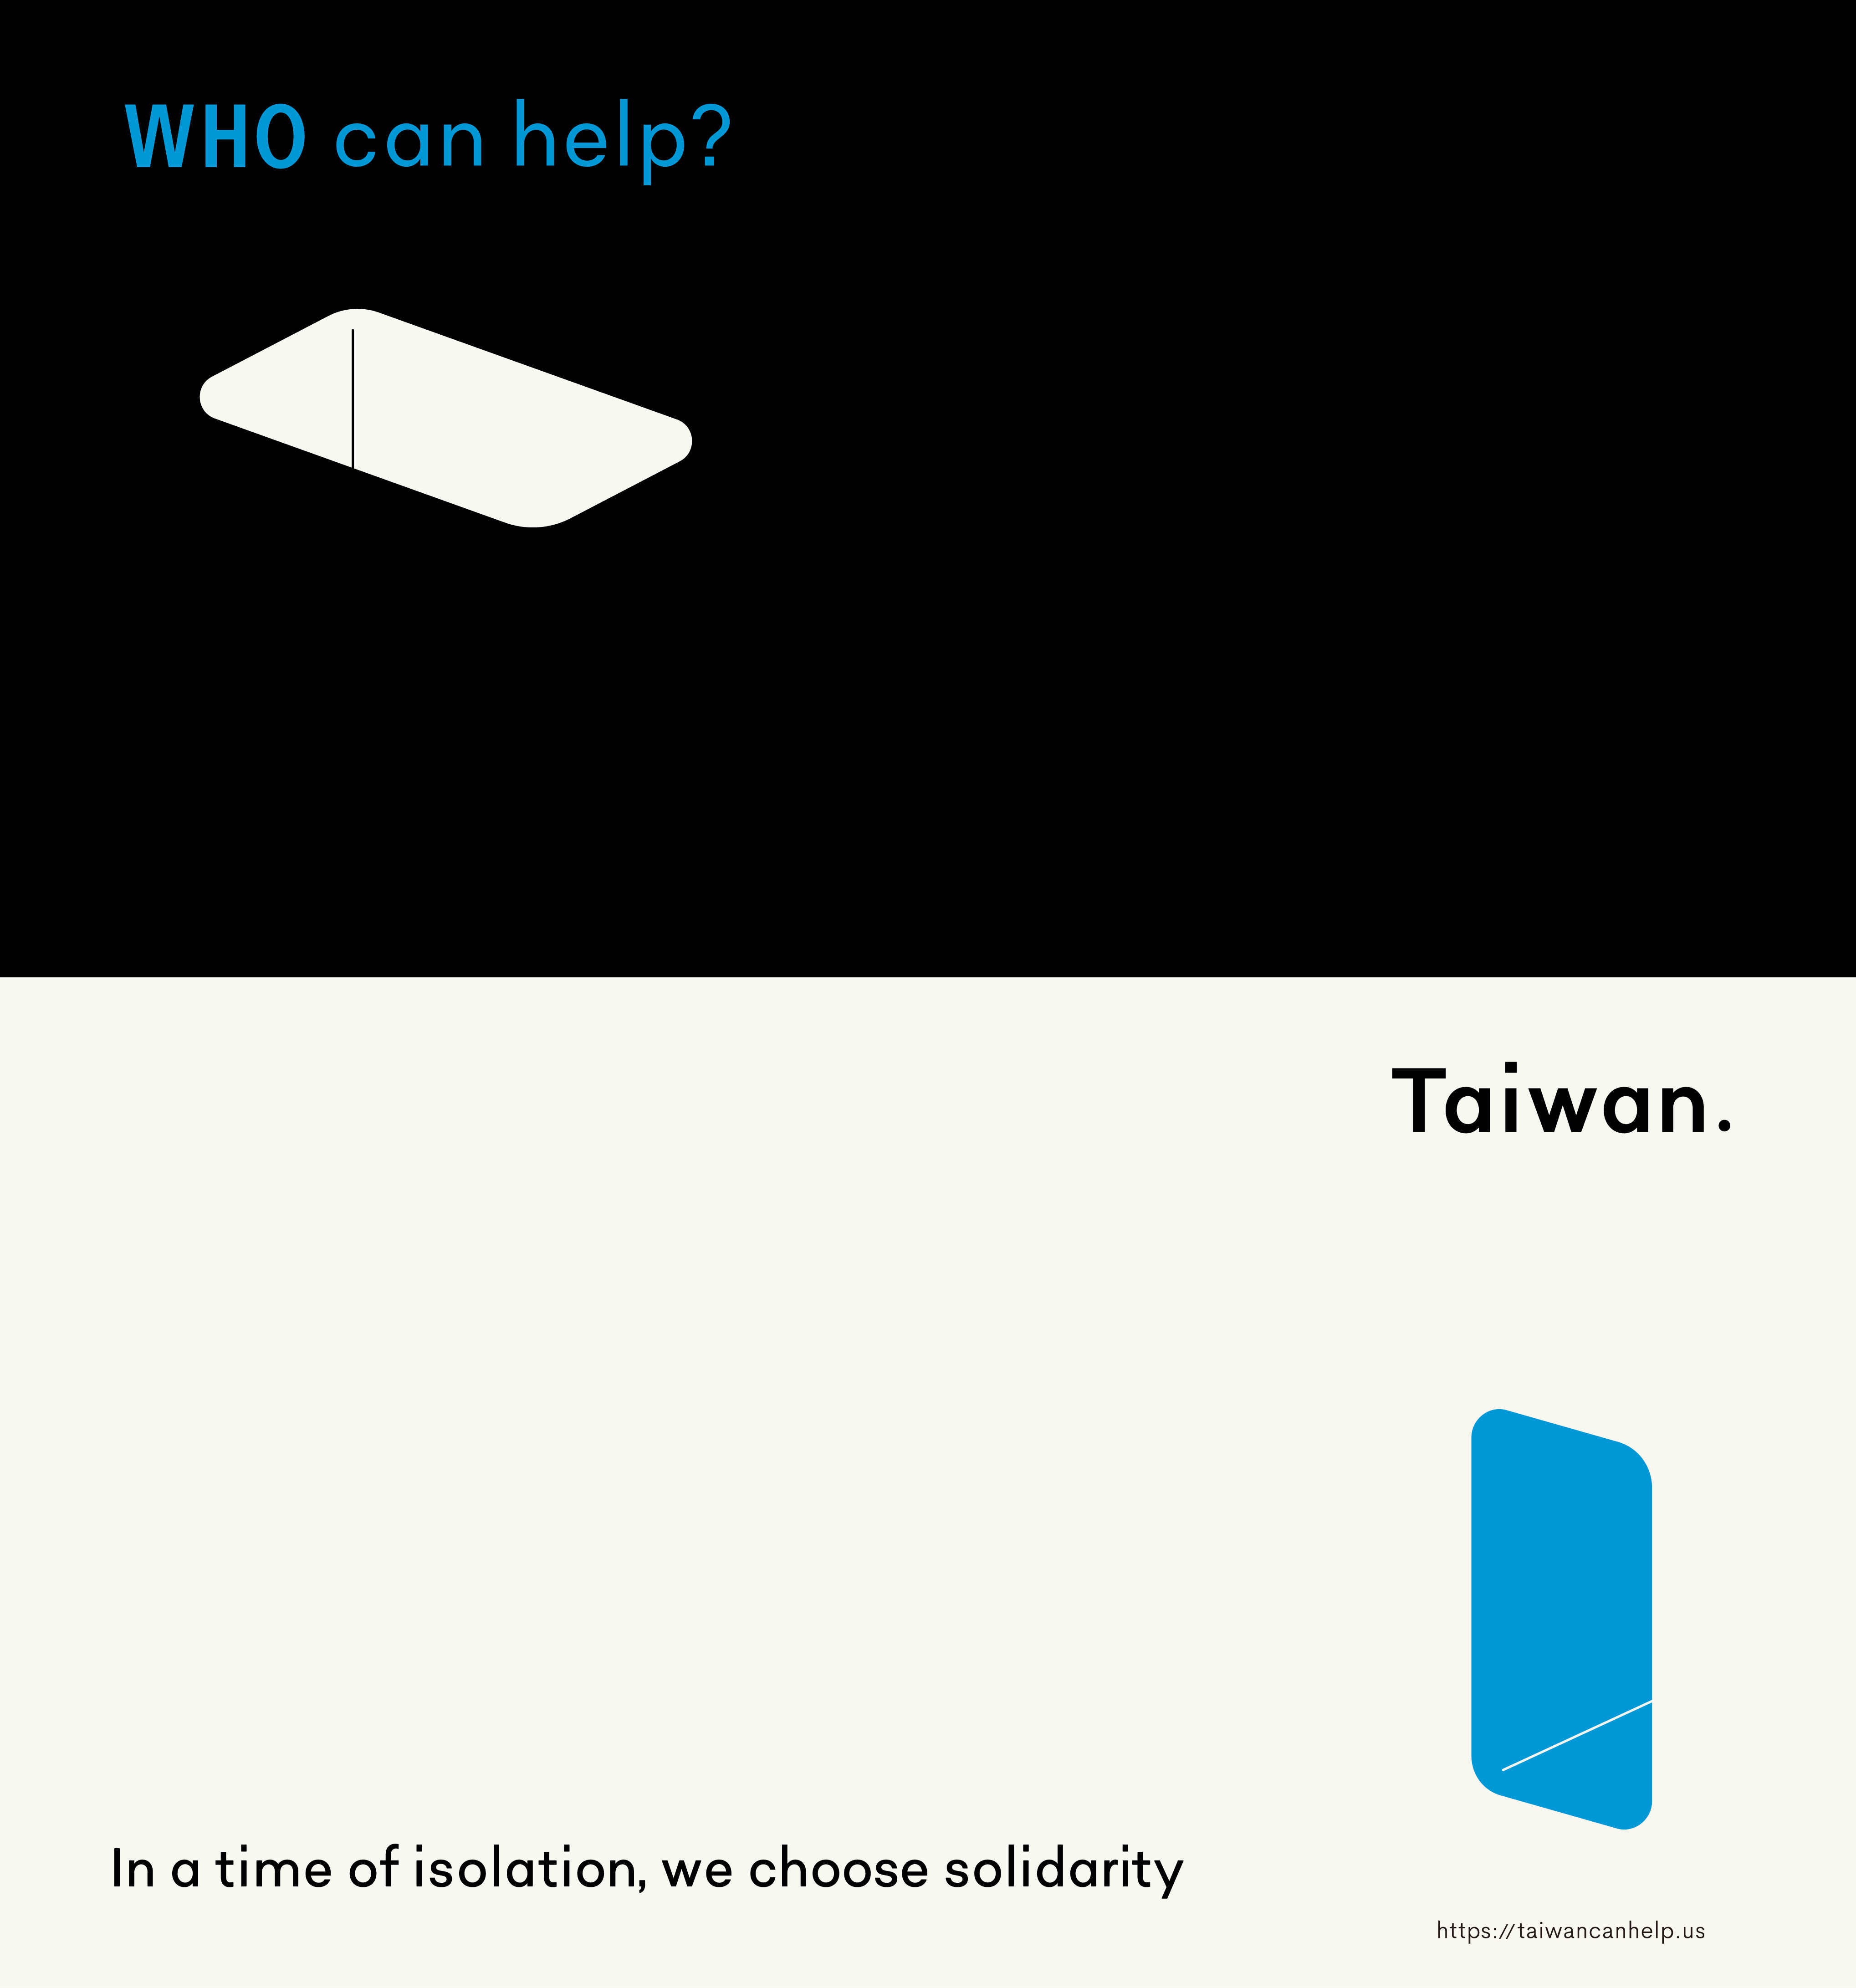 WHO can help?
Taiwan.
In a time of isolation, we choose solidarity
https://taiwancanhelp.us